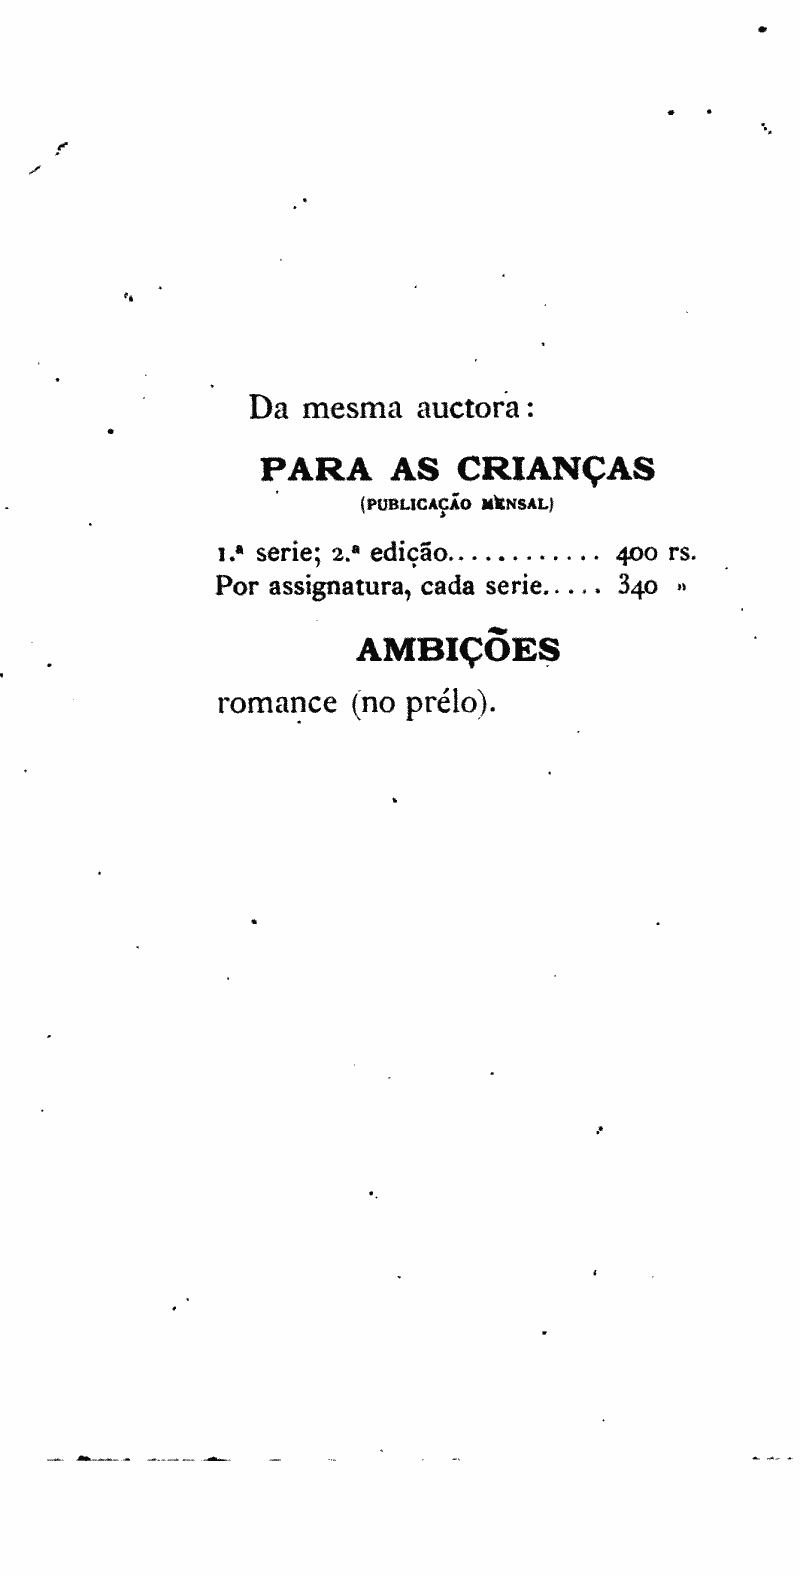 Da mesma auctora:
PARA AS CRIANÇAS
(PUBLICAÇÃO MENSAL)
1.ª serie; 2.ª edição............ 400 rs.
Por assignatura, cada serie..... 340 »
AMBIÇÕES
romance (no prélo).